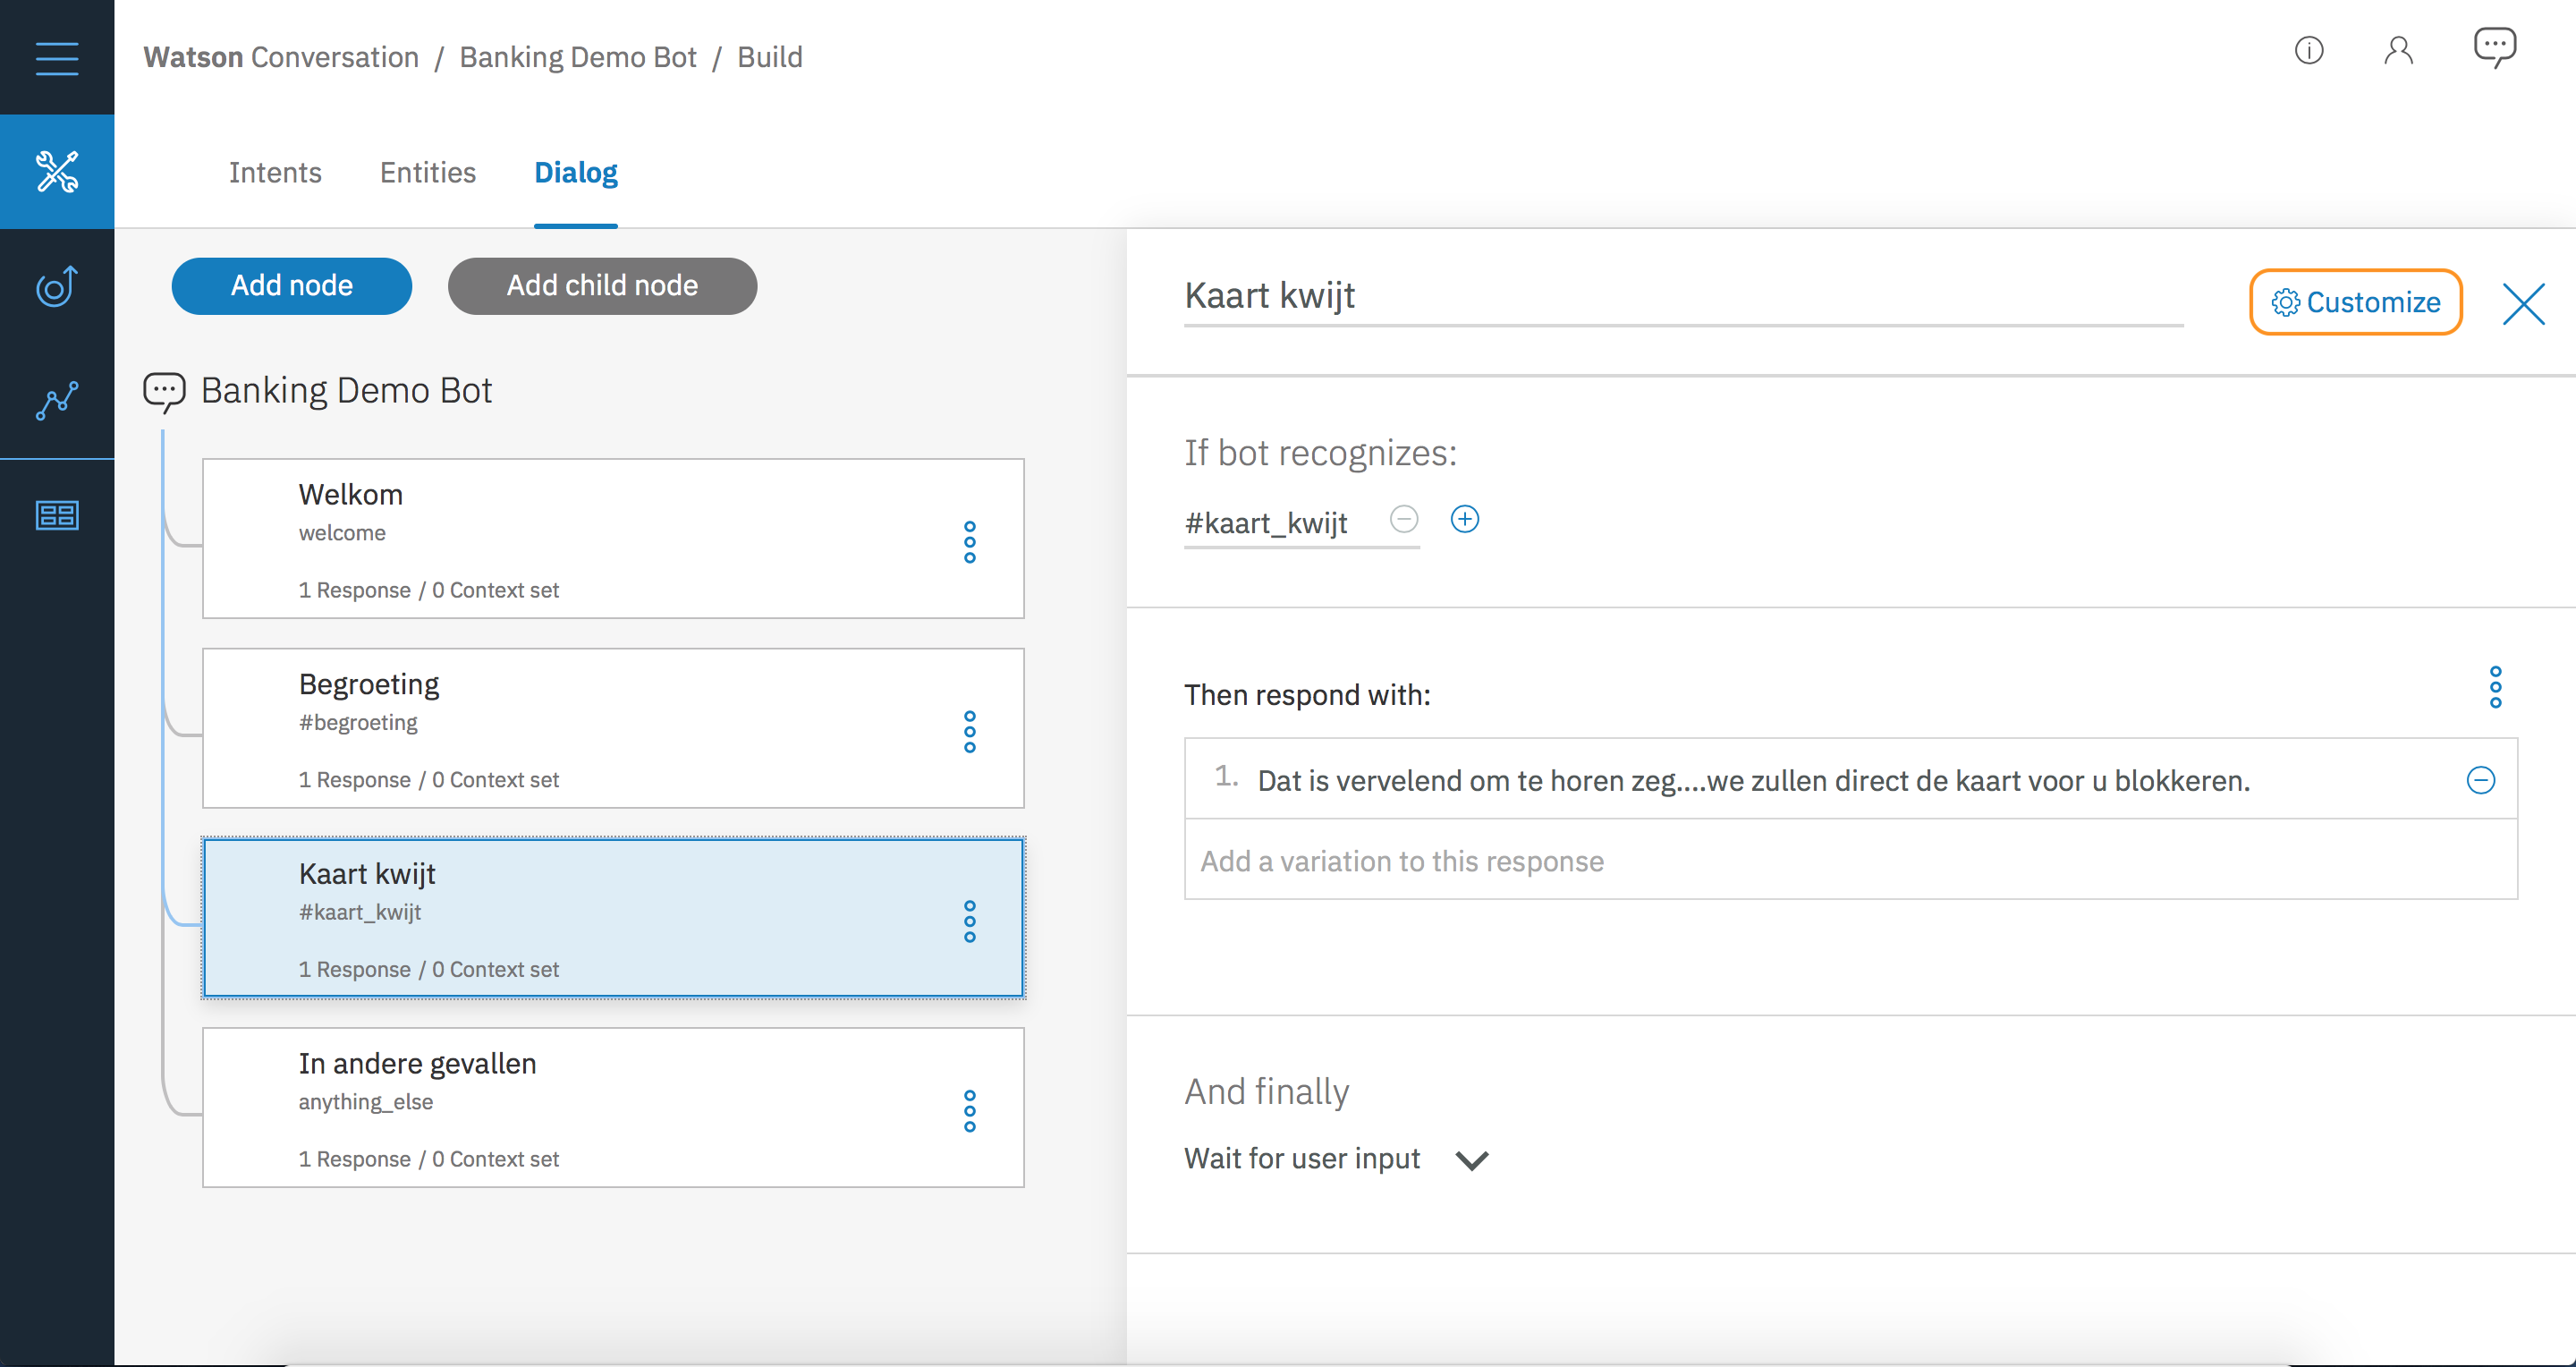 Watson Conversation / Banking Demo Bot / Build
Intents Entities Dialog
Add node Add child node
Banking Demo Bot
Welkom
welcome
1 Response / 0 Context set
Begroeting
#begroeting
1 Response / 0 Context set
Kaart kwijt
#kaart_kwijt
1 Response / 0 Context set
In andere gevallen
anything_else
1 Response / 0 Context set
Kaart kwijt
Customize
If bot recognizes:
#kaart_kwijt
Then respond with:
1. Dat is vervelend om te horen zeg....we zullen direct de kaart voor u blokkeren.
Add a variation to this response
And finally
Wait for user input